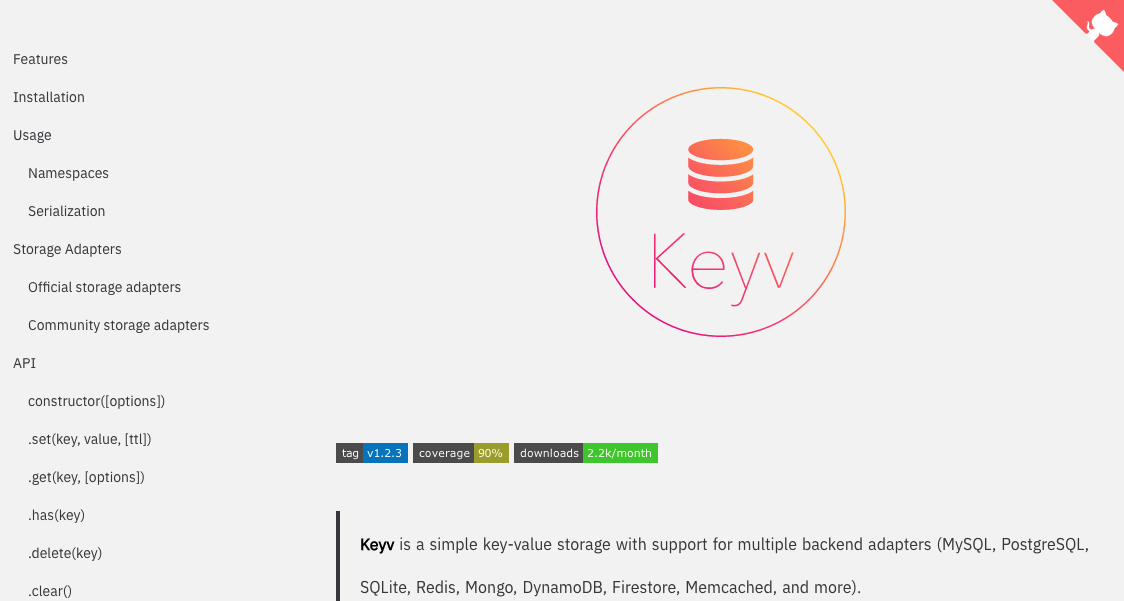 Features
Installation
Usage
Namespaces
Serialization
Storage Adapters
Official storage adapters
Community storage adapters
API
constructor([options])
.set(key, value, [ttl])
.get(key, [options])
.has(key)
.delete(key)
.clear()
Keyv
tag v1.2.3 coverage 90% downloads 2.2k/month
Keyv is a simple key-value storage with support for multiple backend adapters (MySQL, PostgreSQL,
SQLite, Redis, Mongo, DynamoDB, Firestore, Memcached, and more).